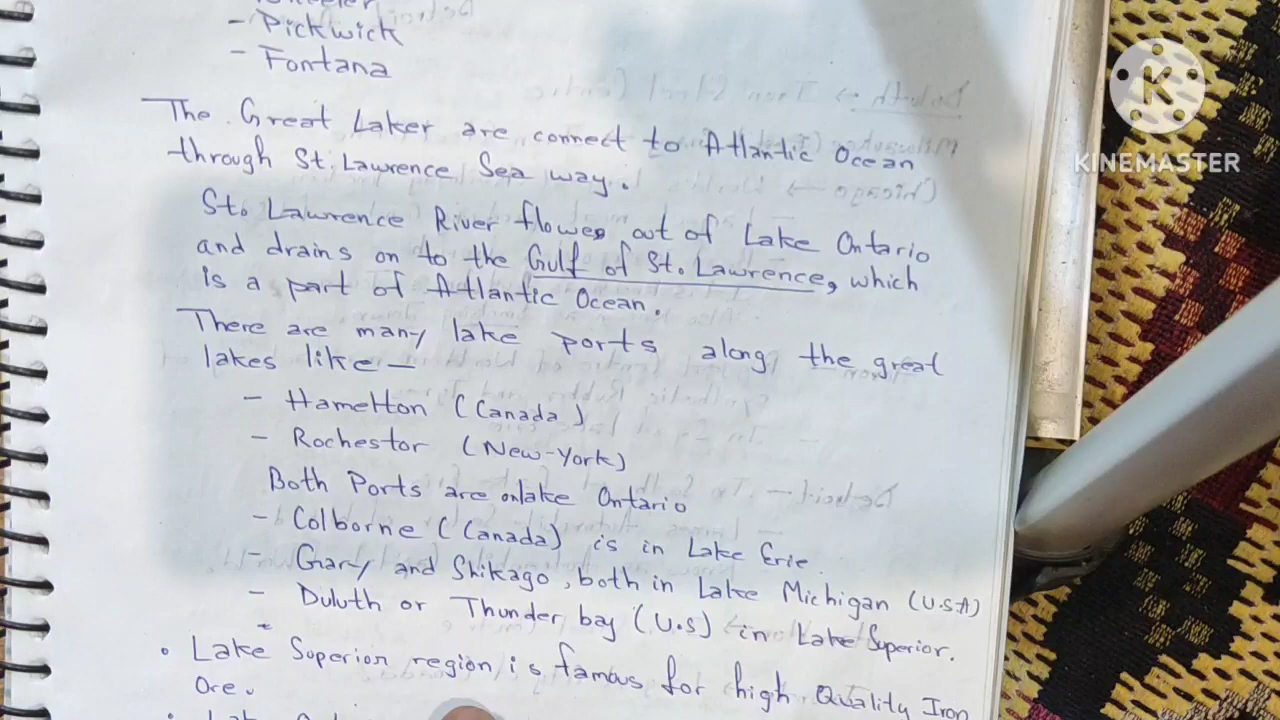 - Pickwick
- Fontana
The Great Laker are connect to Atlantic Ocean
through St. Lawrence Sea way.
St. Lawrence River flowes out of Lake Ontario
and drains on to the Gulf of St. Lawrence, which
is a part of Atlantic Ocean.
There are many lake ports along the great
lakes like -
- Hamelton (Canada)
- Rochestor (New-York)
Both Ports are onlake Ontario
- Colborne (Canada) is in Lake Erie.
- Gary and Shikago, both in Lake Michigan (U.S.A)
- Duluth or Thunder bay (U.S) in Lake Superior.
• Lake Superior region is famous for high Quality Iron
Ore.
KINEMASTER